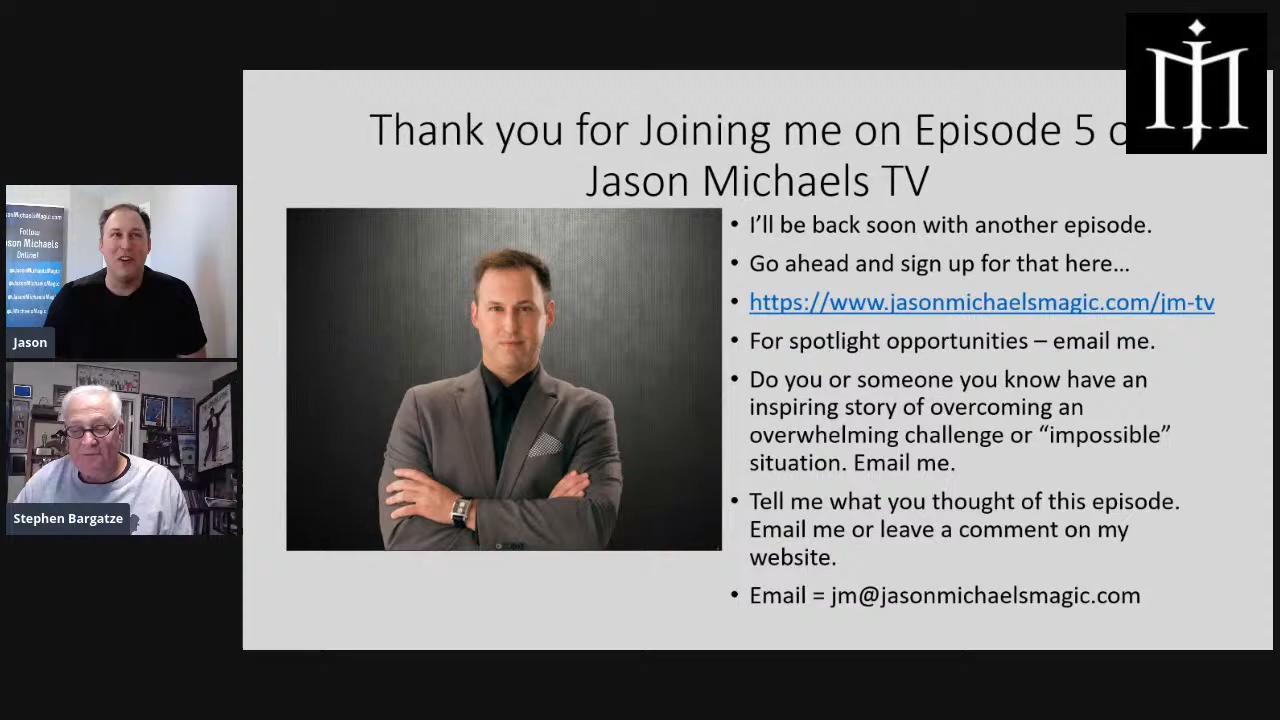 Thank you for Joining me on Episode 5
Jason Michaels TV
• I’ll be back soon with another episode.
• Go ahead and sign up for that here…
• https://www.jasonmichaelsmagic.com/jm-tv
• For spotlight opportunities – email me.
• Do you or someone you know have an
inspiring story of overcoming an
overwhelming challenge or “impossible”
situation. Email me.
• Tell me what you thought of this episode.
Email me or leave a comment on my
website.
• Email = jm@jasonmichaelsmagic.com
Follow
Michaels
Online!
Jason
Stephen Bargatze